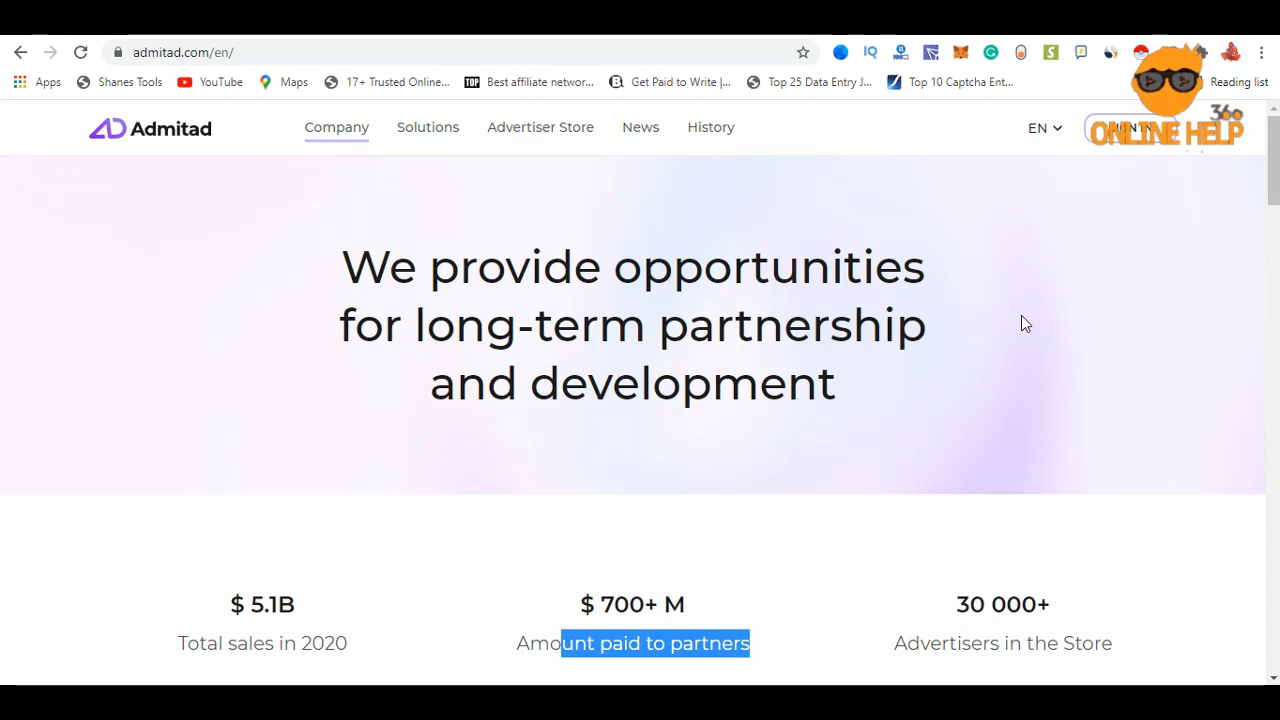 admitad.com/en/
Apps Shanes Tools YouTube Maps 17+ Trusted Online... Best affiliate networ... Get Paid to Write |... Top 25 Data Entry J... Top 10 Captcha Ent... Reading list
Admitad Company Solutions Advertiser Store News History EN
360
ONLINE HELP
We provide opportunities
for long-term partnership
and development
$ 5.1B $ 700+ M 30 000+
Total sales in 2020 Amount paid to partners Advertisers in the Store